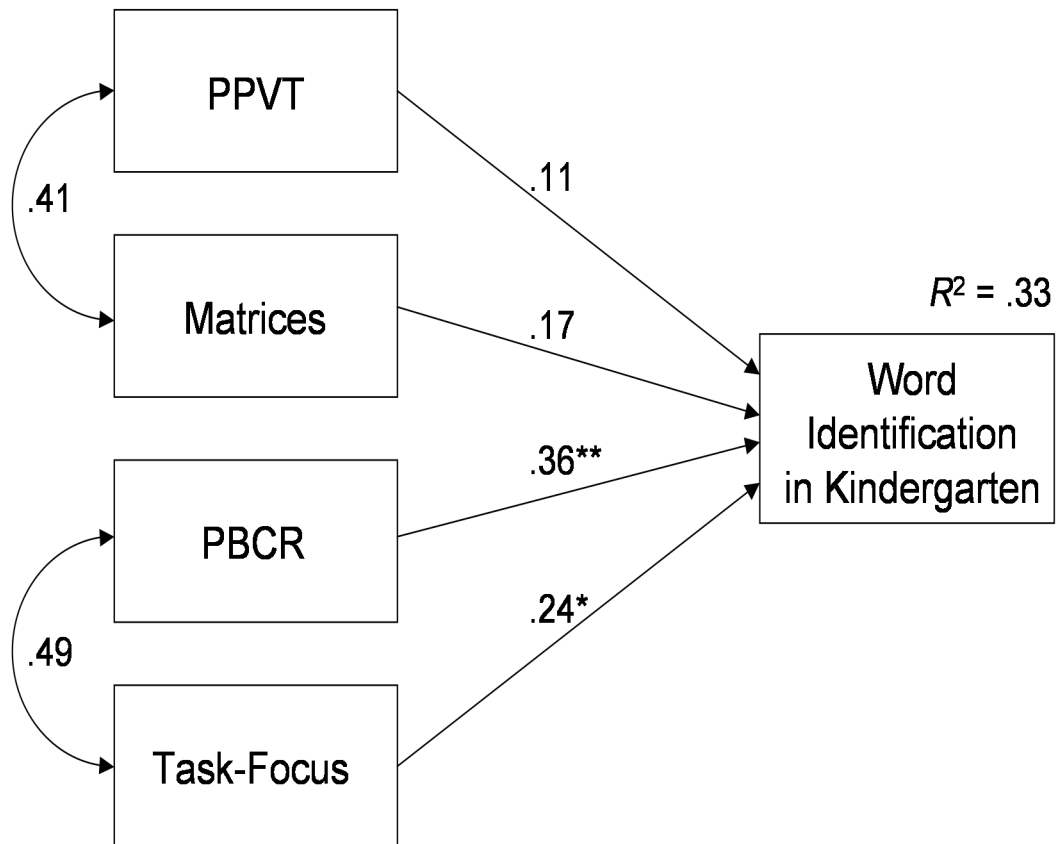 PPVT
.41
.11
Matrices
.17
R² = .33
Word
Identification
in Kindergarten
.36**
PBCR
.49
.24*
Task-Focus